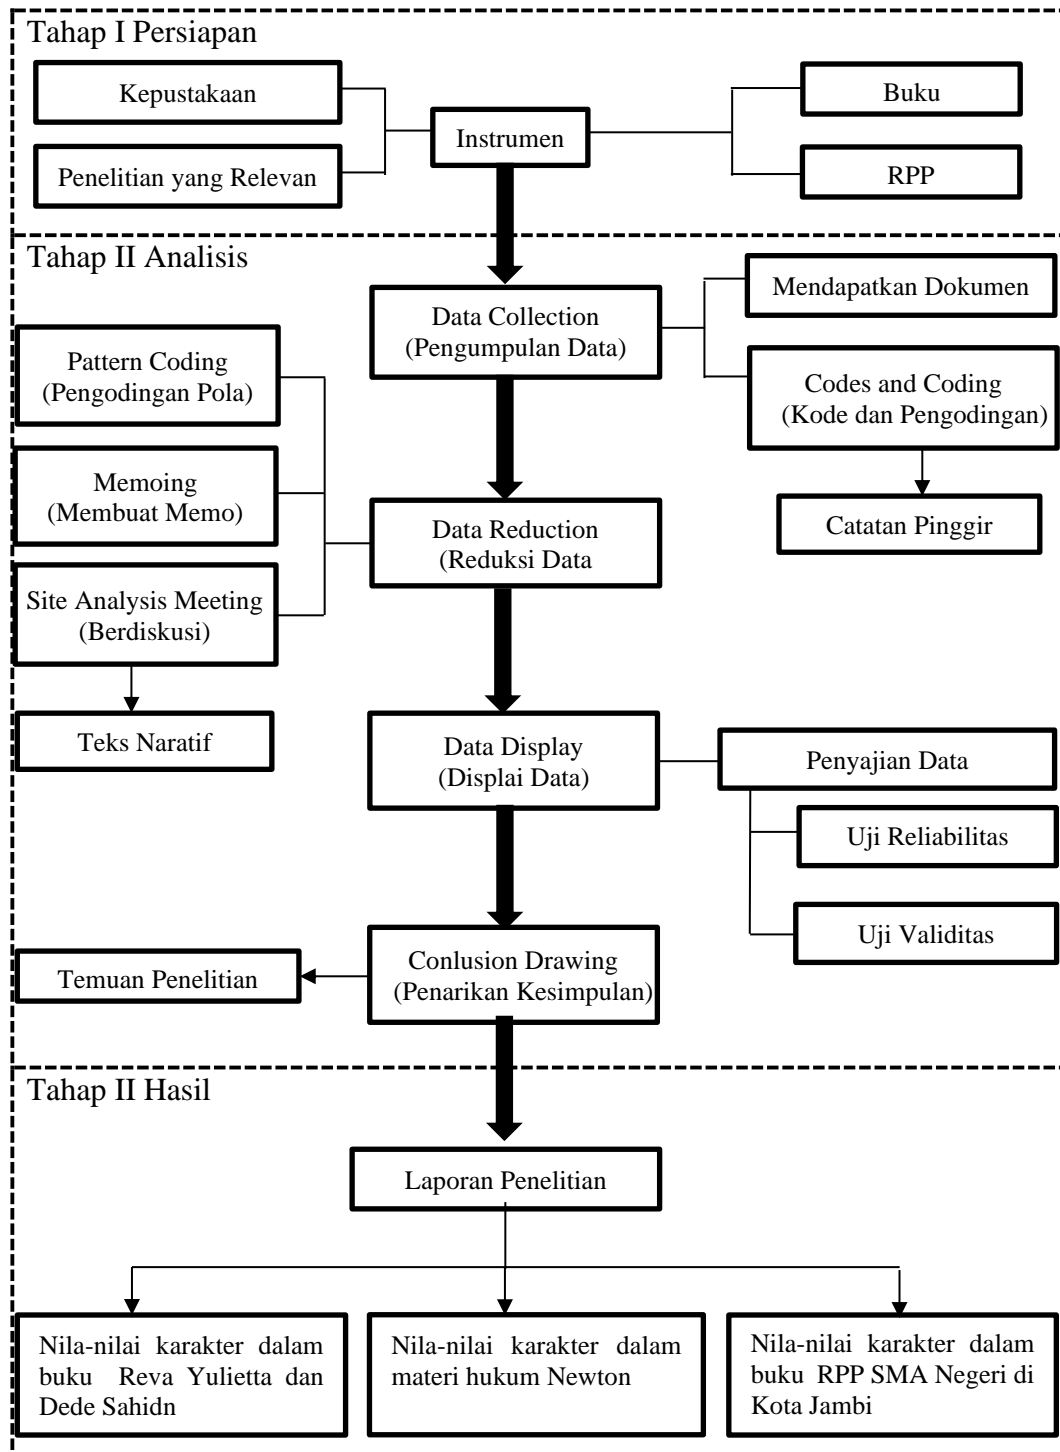 Tahap I Persiapan
Kepustakaan
Buku
Instrumen
Penelitian yang Relevan
RPP
Tahap II Analisis
Mendapatkan Dokumen
Data Collection
(Pengumpulan Data)
Pattern Coding
(Pengodingan Pola)
Codes and Coding
(Kode dan Pengodingan)
Memoing
(Membuat Memo)
Catatan Pinggir
Data Reduction
(Reduksi Data
Site Analysis Meeting
(Berdiskusi)
Teks Naratif
Data Display
(Displai Data)
Penyajian Data
Uji Reliabilitas
Uji Validitas
Conlusion Drawing
(Penarikan Kesimpulan)
Temuan Penelitian
Tahap II Hasil
Laporan Penelitian
Nila-nilai karakter dalam
buku Reva Yulietta dan
Dede Sahidn
Nila-nilai karakter dalam
materi hukum Newton
Nila-nilai karakter dalam
buku RPP SMA Negeri di
Kota Jambi